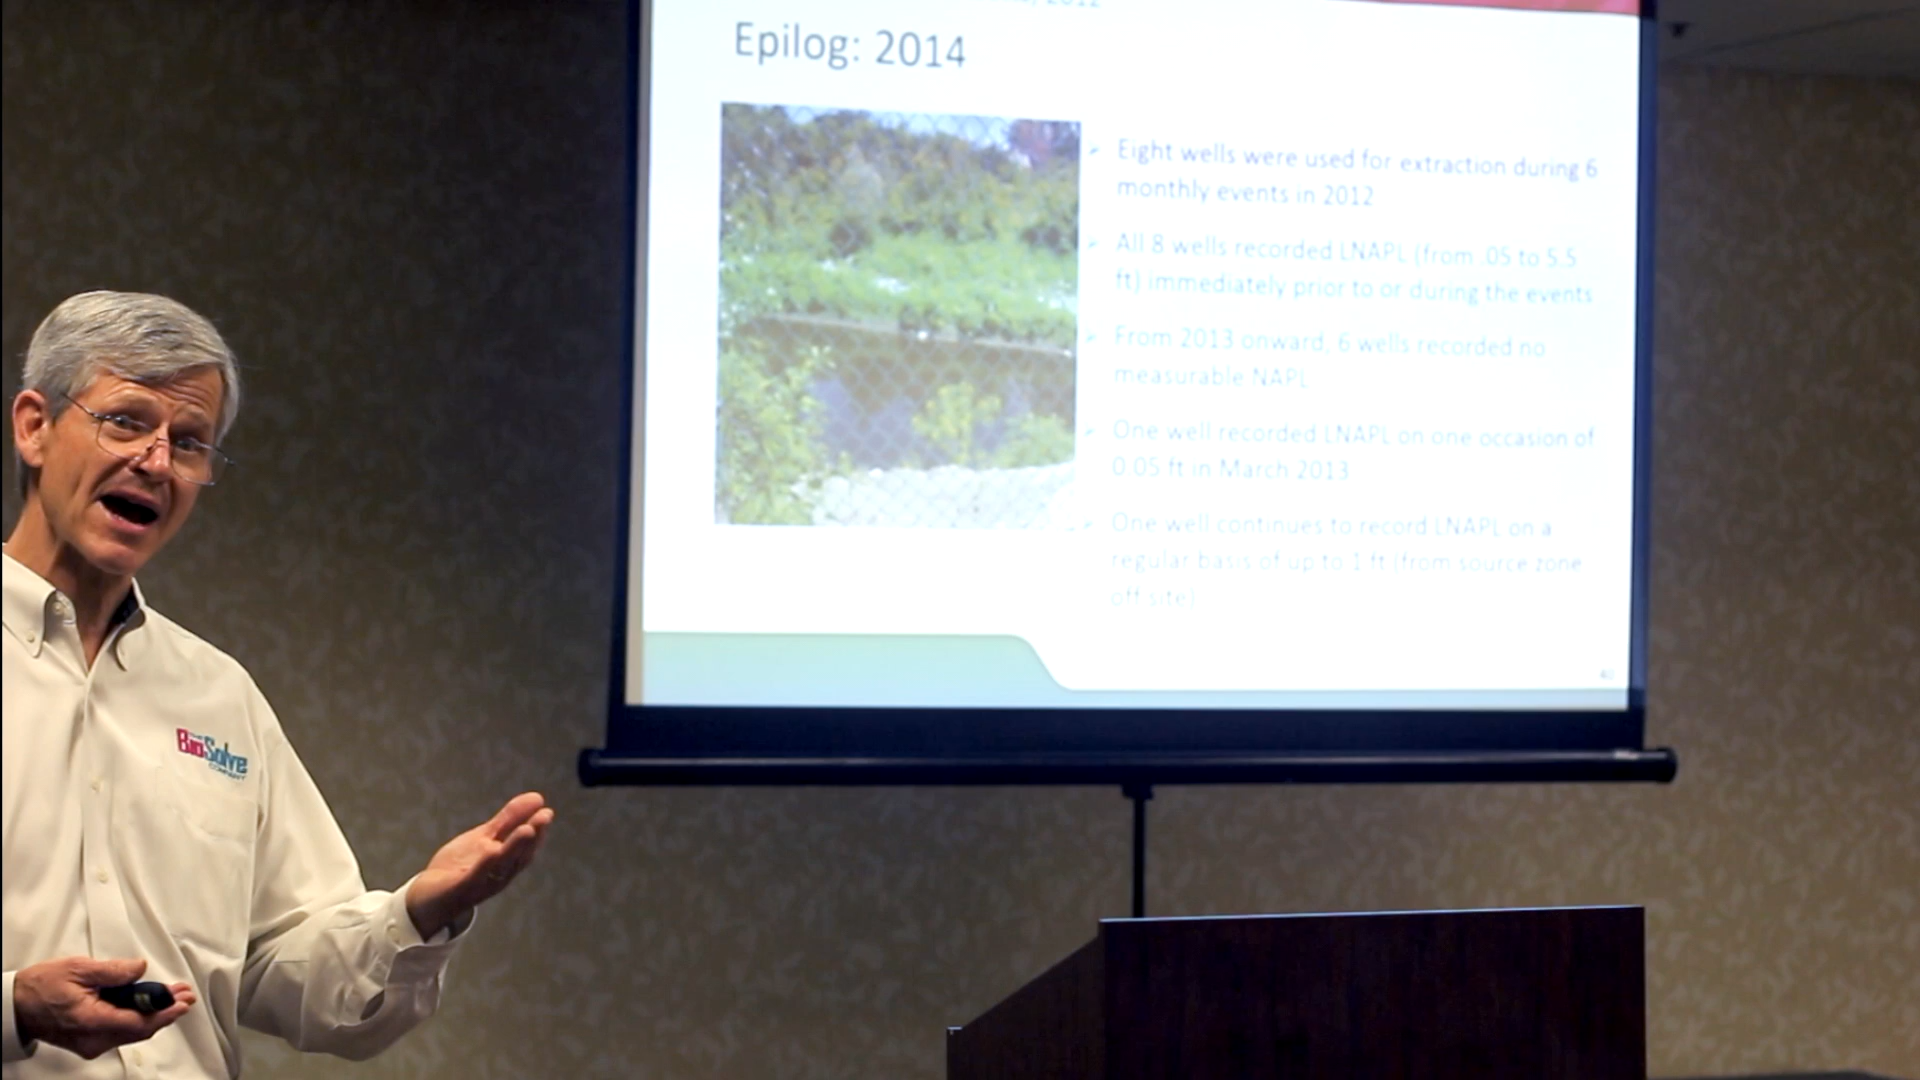 Epilog: 2014
Eight wells were used for extraction during 6
monthly events in 2012
All 8 wells recorded LNAPL (from .05 to 5.5
ft) immediately prior to or during the events
From 2013 onward, 6 wells recorded no
measurable NAPL
One well recorded LNAPL on one occasion of
0.05 ft in March 2013
One well continues to record LNAPL on a
regular basis of up to 1 ft (from source zone
off site)
BioSolve
COMPANY